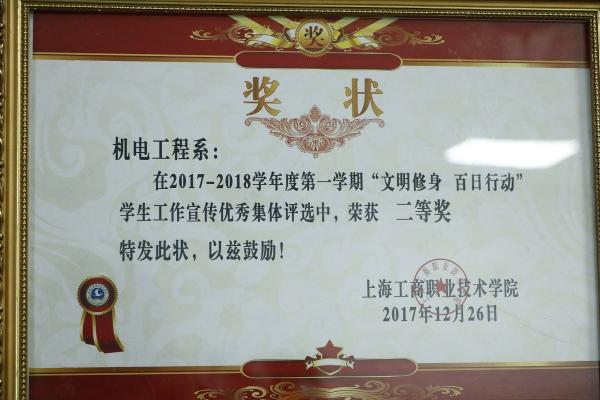 奖
奖 状
机电工程系：
在2017-2018学年度第一学期“文明修身 百日行动”
学生工作宣传优秀集体评选中，荣获 二等奖
特发此状，以兹鼓励！
上海工商职业技术学院
2017年12月26日